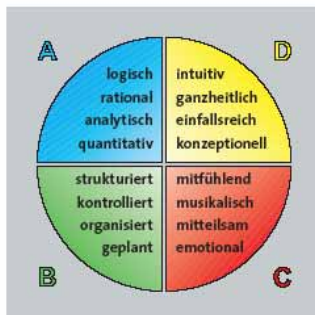 A
logisch
rational
analytisch
quantitativ
D
intuitiv
ganzheitlich
einfallsreich
konzeptionell
B
strukturiert
kontrolliert
organisiert
geplant
C
mitfühlend
musikalisch
mitteilsam
emotional